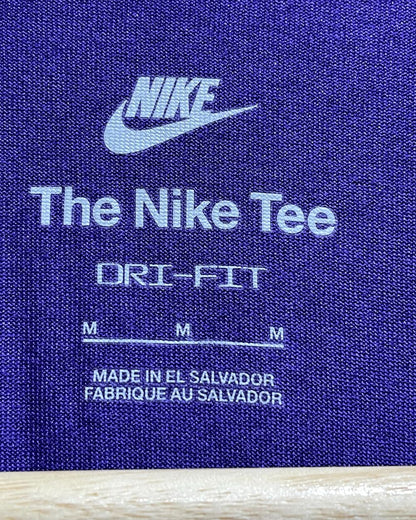 NIKE
The Nike Tee
DRI-FIT
M M M
MADE IN EL SALVADOR
FABRIQUE AU SALVADOR